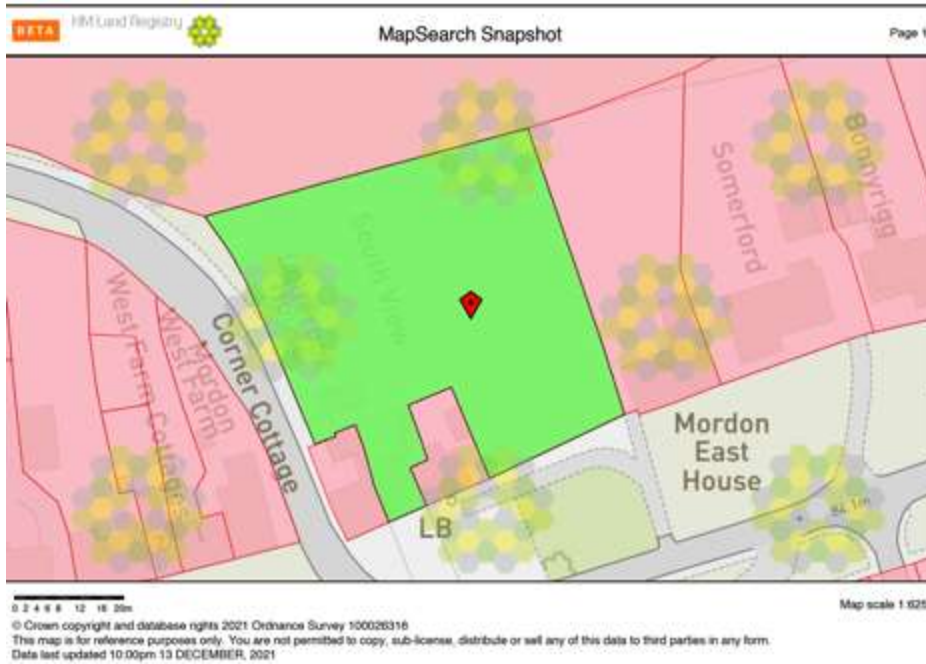 BETA
HM Land Registry
MapSearch Snapshot
Page 1
Bonnyrigg
Somerford
South View
West Farm Cottages
Mordon
West Farm
Corner Cottage
Mordon
East
House
LB
84.1m
0 2 4 6 8 12 16 20m
Map scale 1:625
© Crown copyright and database rights 2021 Ordnance Survey 100026316
This map is for reference purposes only. You are not permitted to copy, sub-license, distribute or sell any of this data to third parties in any form.
Data last updated 10:00pm 13 DECEMBER, 2021